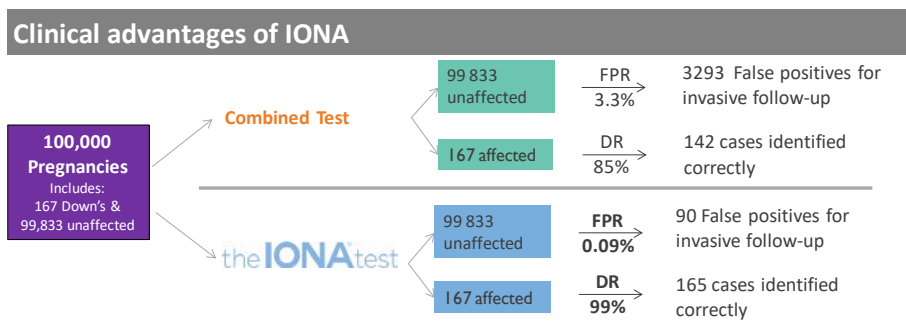 Clinical advantages of IONA
100,000
Pregnancies
Includes:
167 Down's &
99,833 unaffected
Combined Test
99 833
unaffected
FPR
3.3%
3293 False positives for
invasive follow-up
167 affected
DR
85%
142 cases identified
correctly
the IONA test
99 833
unaffected
FPR
0.09%
90 False positives for
invasive follow-up
167 affected
DR
99%
165 cases identified
correctly